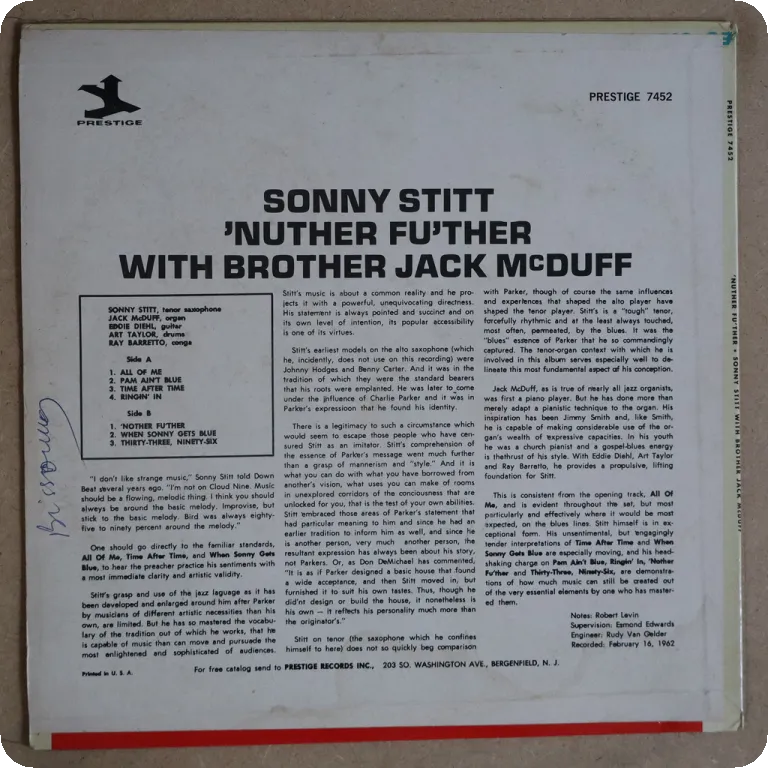 PRESTIGE
PRESTIGE 7452
SONNY STITT
'NUTHER FU'THER
WITH BROTHER JACK McDUFF
SONNY STITT, tenor saxophone
JACK McDUFF, organ
EDDIE DIEHL, guitar
ART TAYLOR, drums
RAY BARRETTO, conga
Side A
1. ALL OF ME
2. PAM AIN'T BLUE
3. TIME AFTER TIME
4. RINGIN' IN
Side B
1. 'NOTHER FU'THER
2. WHEN SONNY GETS BLUE
3. THIRTY-THREE, NINETY-SIX
"I don't like strange music," Sonny Stitt told Down
Beat several years ago. "I'm not on Cloud Nine. Music
should be a flowing, melodic thing. I think you should
always be around the basic melody. Improvise, but
stick to the basic melody. Bird was always eighty-
five to ninety percent around the melody."
One should go directly to the familiar standards,
All Of Me, Time After Time, and When Sonny Gets
Blue, to hear the preacher practice his sentiments with
a most immediate clarity and artistic validity.
Stitt's grasp and use of the jazz laguage as it has
been developed and enlarged around him after Parker
by musicians of different artistic necessities than his
own, are limited. But he has so mastered the vocabu-
lary of the tradition out of which he works, that he
is capable of music than can move and pursuade the
most enlightened and sophisticated of audiences.
Stitt's music is about a common reality and he pro-
jects it with a powerful, unequivocating directness.
His statement is always pointed and succinct and on
its own level of intention, its popular accessibility
is one of its virtues.
Stitt's earliest models on the alto saxophone (which
he, incidentally, does not use on this recording) were
Johnny Hodges and Benny Carter. And it was in the
tradition of which they were the standard bearers
that his roots were emplanted. He was later to come
under the influence of Charlie Parker and it was in
Parker's expressionn that he found his identity.
There is a legitimacy to such a circumstance which
would seem to escape those people who have cen-
sured Stitt as an imitator. Stitt's comprehension of
the essence of Parker's message went much further
than a grasp of mannerism and "style." And it is
what you can do with what you have borrowed from
another's vision, what uses you can make of rooms
in unexplored corridors of the conciousness that are
unlocked for you, that is the test of your own abilities.
Stitt embraced those areas of Parker's statement that
had particular meaning to him and since he had an
earlier tradition to inform him as well, and since he
is another person, very much another person, the
resultant expression has always been about his story,
not Parkers. Or, as Don DeMichael has commented,
"It is as if Parker designed a basic house that found
a wide acceptance, and then Stitt moved in, but
furnished it to suit his own tastes. Thus, though he
did'nt design or build the house, it nonetheless is
his own — it reflects his personality much more than
the originator's."
Stitt on tenor (the saxophone which he confines
himself to here) does not so quickly beg comparison
with Parker, though of course the same influences
and experiences that shaped the alto player have
shaped the tenor player. Stitt's is a "rough" tenor,
forcefully rhythmic and at the least always touched,
most often, permeated, by the blues. It was the
"blues" essence of Parker that he so commandingly
captured. The tenor-organ context with which he is
involved in this album serves especially well to de-
lineate this most fundamental aspect of his conception.
Jack McDuff, as is true of nearly all jazz organists,
was first a piano player. But he has done more than
merely adapt a pianistic technique to the organ. His
inspiration has been Jimmy Smith and, like Smith,
he is capable of making considerable use of the or-
gan's wealth of expressive capacities. In his youth
he was a church pianist and a gospel-blues energy
is thethrust of his style. With Eddie Diehl, Art Taylor
and Ray Barretto, he provides a propulsive, lifting
foundation for Stitt.
This is consistent from the opening track, All Of
Me, and is evident throughout the set, but most
particularly and effectively where it would be most
expected, on the blues lines. Stitt himself is in ex-
ceptional form. His unsentimental, but engagingly
tender interpretations of Time After Time and When
Sonny Gets Blue are especially moving, and his head-
shaking charge on Pam Ain't Blue, Ringin' In, 'Nuther
Fu'ther and Thirty-Three, Ninety-Six, are demonstra-
tions of how much music can still be created out
of the very essential elements by one who has master-
ed them.
Notes: Robert Levin
Supervision: Esmond Edwards
Engineer: Rudy Van Gelder
Recorded: February 16, 1962
For free catalog send to PRESTIGE RECORDS INC., 203 SO. WASHINGTON AVE., BERGENFIELD, N. J.
Printed in U. S. A.
PRESTIGE 7452
'NUTHER FU'THER • SONNY STITT WITH BROTHER JACK McDUFF